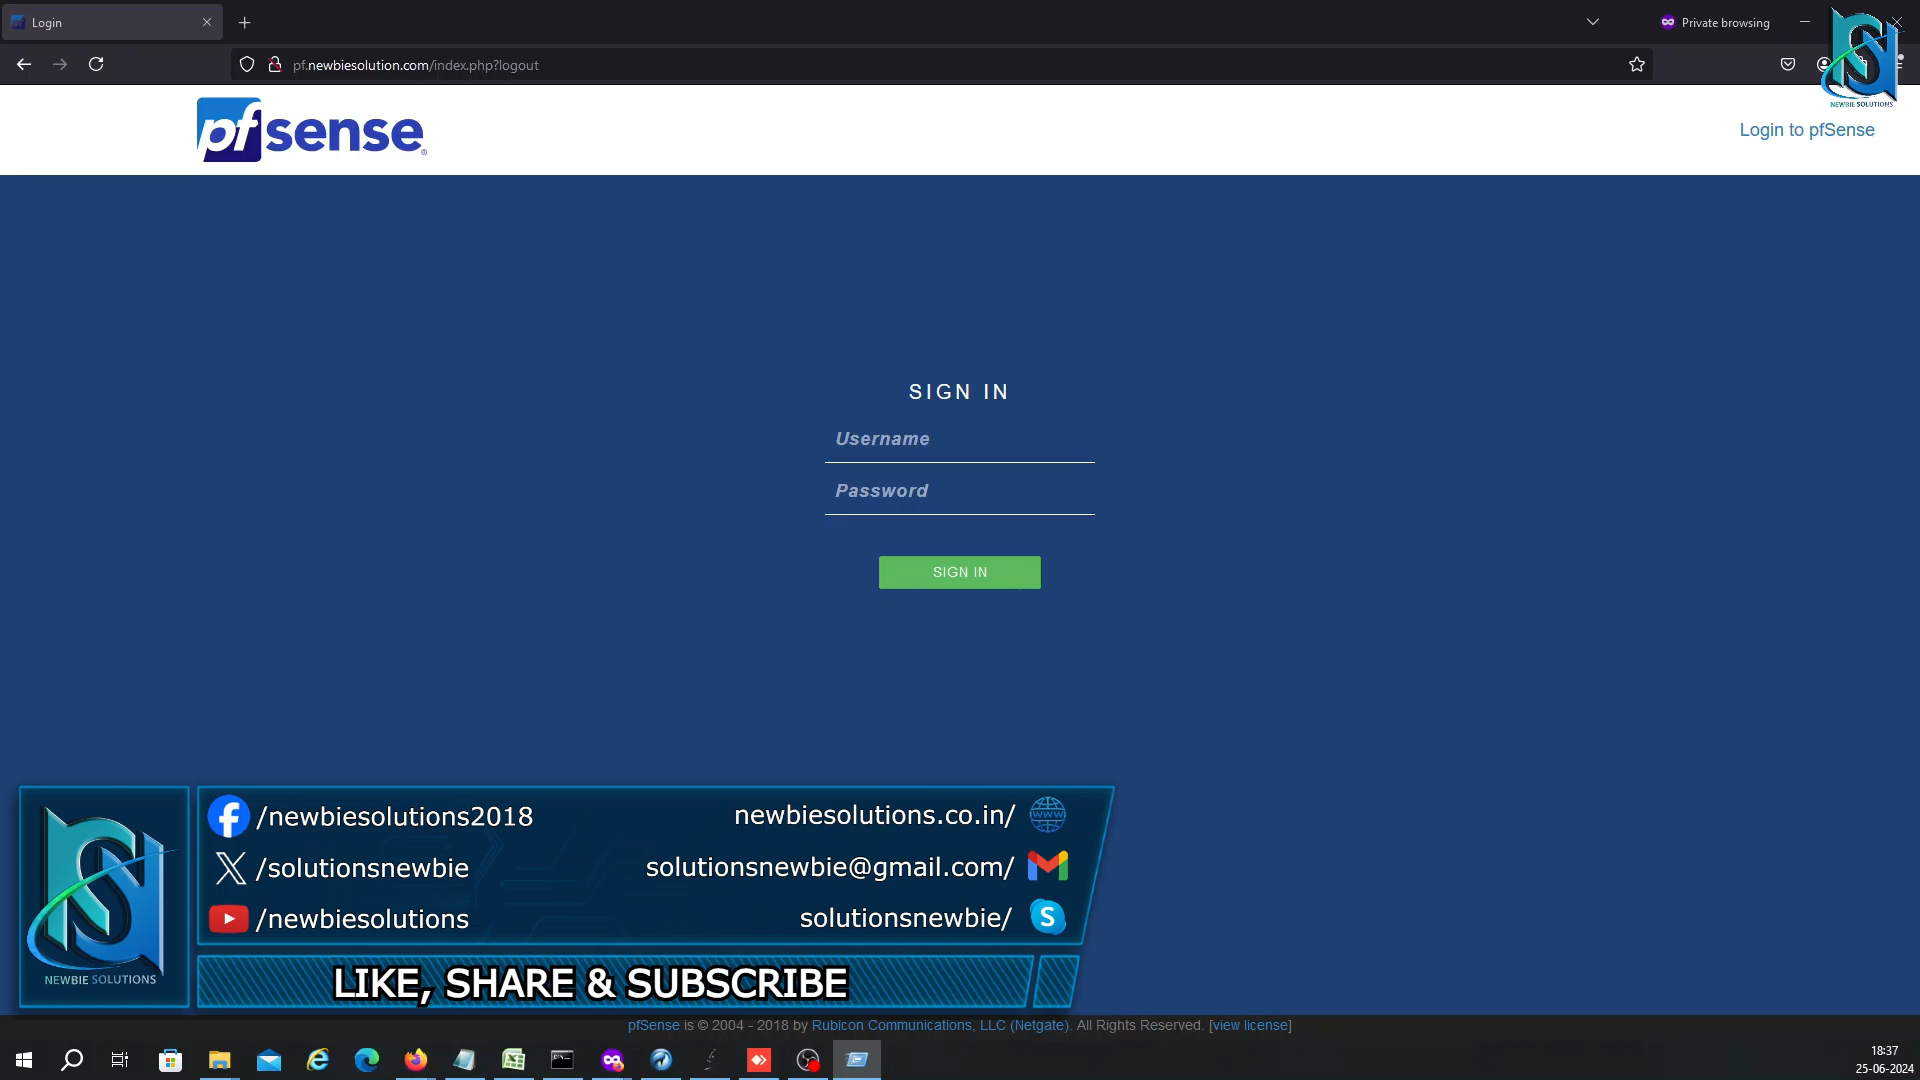 Login
Private browsing
pf.newbiesolution.com/index.php?logout
NEWBIE SOLUTIONS
pfsense
Login to pfSense
SIGN IN
Username
Password
SIGN IN
/newbiesolutions2018
newbiesolutions.co.in/
/solutionsnewbie
solutionsnewbie@gmail.com/
/newbiesolutions
solutionsnewbie/
NEWBIE SOLUTIONS
LIKE, SHARE & SUBSCRIBE
pfSense is © 2004 - 2018 by Rubicon Communications, LLC (Netgate). All Rights Reserved. [view license]
18:37
25-06-2024